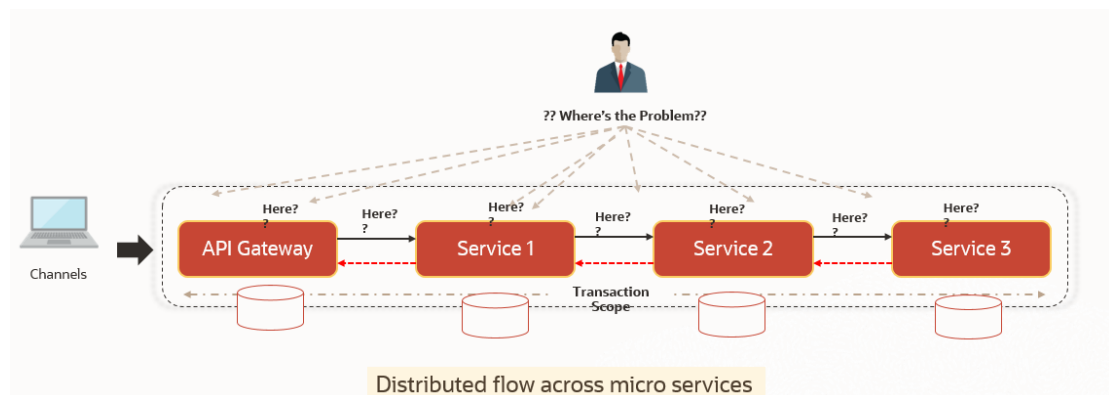 ?? Where's the Problem??
Here?
?
Here?
?
Here?
?
Here?
?
Here?
?
Here?
?
Here?
?
API Gateway
Service 1
Service 2
Service 3
Channels
Transaction
Scope
Distributed flow across micro services